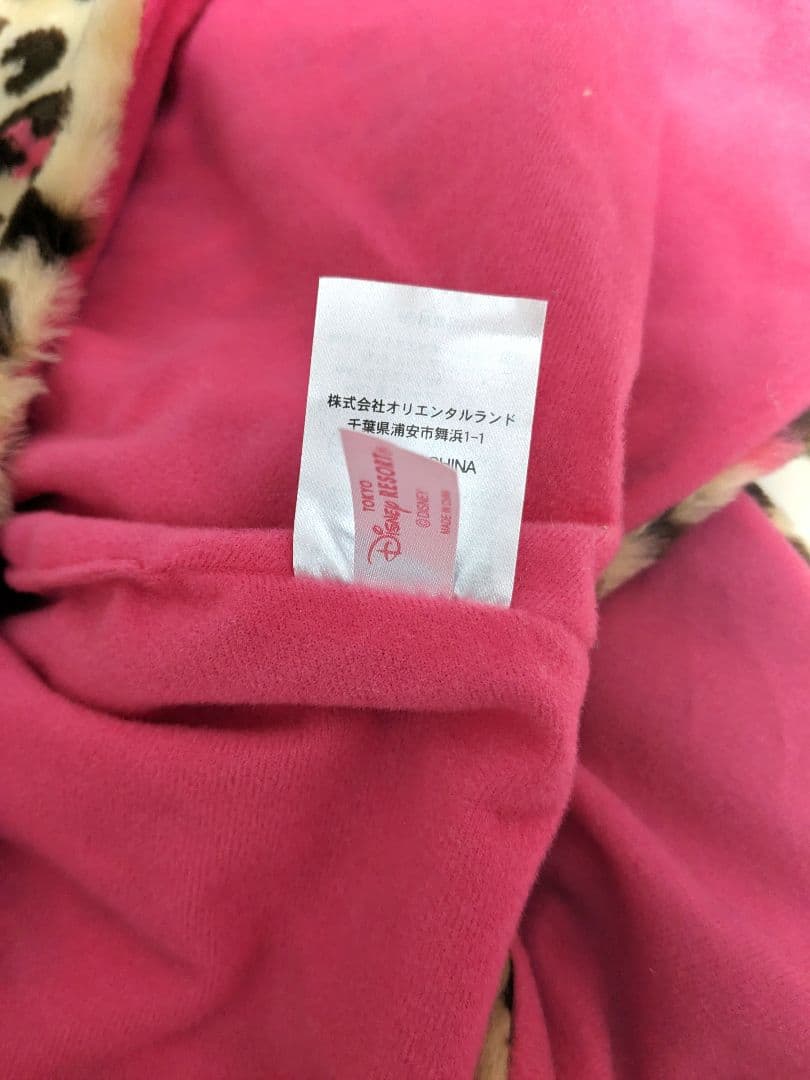 株式会社オリエンタルランド
千葉県浦安市舞浜1-1
CHINA
TOKYO
Disney RESORT®
©DISNEY
MADE IN CHINA